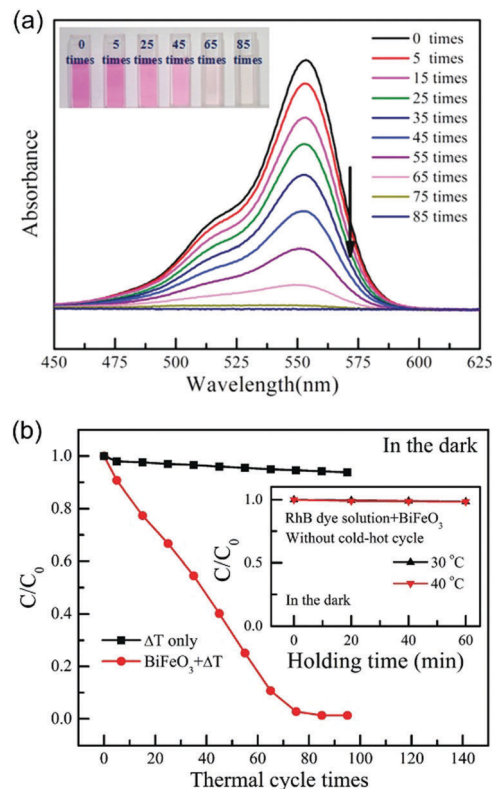 (a)
0 5 25 45 65 85
times times times times times times
0 times
5 times
15 times
25 times
35 times
45 times
55 times
65 times
75 times
85 times
Absorbance
450 475 500 525 550 575 600 625
Wavelength(nm)
(b)
In the dark
1.0
0.8
0.6
0.4
0.2
0.0
C/C₀
ΔT only
BiFeO₃+ΔT
1.0
0.5
0.0
C/C₀
RhB dye solution+BiFeO₃
Without cold-hot cycle
30 °C
40 °C
In the dark
0 20 40 60
Holding time (min)
0 20 40 60 80 100 120 140
Thermal cycle times